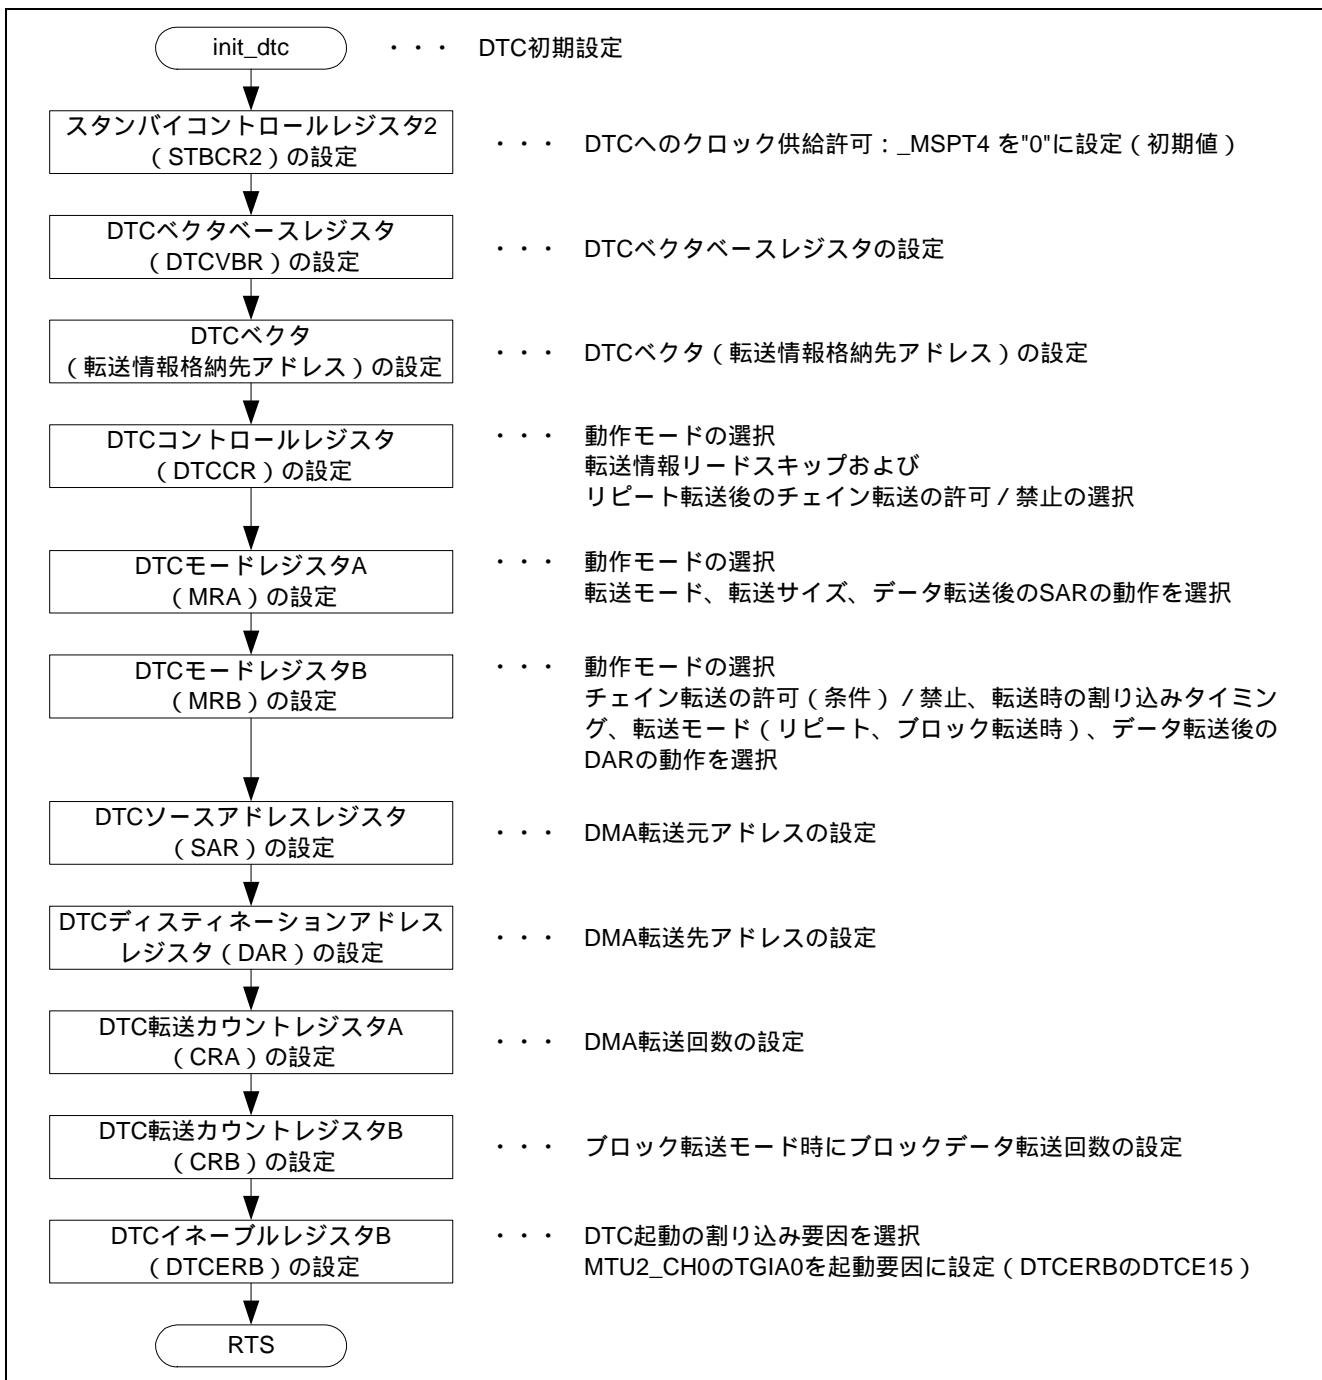 init_dtc ・・・ DTC初期設定
スタンバイコントロールレジスタ2
（STBCR2）の設定
・・・ DTCへのクロック供給許可：_MSPT4 を"0"に設定（初期値）
DTCベクタベースレジスタ
（DTCVBR）の設定
・・・ DTCベクタベースレジスタの設定
DTCベクタ
（転送情報格納先アドレス）の設定
・・・ DTCベクタ（転送情報格納先アドレス）の設定
DTCコントロールレジスタ
（DTCCR）の設定
・・・ 動作モードの選択
転送情報リードスキップおよび
リピート転送後のチェイン転送の許可／禁止の選択
DTCモードレジスタA
（MRA）の設定
・・・ 動作モードの選択
転送モード、転送サイズ、データ転送後のSARの動作を選択
DTCモードレジスタB
（MRB）の設定
・・・ 動作モードの選択
チェイン転送の許可（条件）／禁止、転送時の割り込みタイミン
グ、転送モード（リピート、ブロック転送時）、データ転送後の
DARの動作を選択
DTCソースアドレスレジスタ
（SAR）の設定
・・・ DMA転送元アドレスの設定
DTCディスティネーションアドレス
レジスタ（DAR）の設定
・・・ DMA転送先アドレスの設定
DTC転送カウントレジスタA
（CRA）の設定
・・・ DMA転送回数の設定
DTC転送カウントレジスタB
（CRB）の設定
・・・ ブロック転送モード時にブロックデータ転送回数の設定
DTCイネーブルレジスタB
（DTCERB）の設定
・・・ DTC起動の割り込み要因を選択
MTU2_CH0のTGIA0を起動要因に設定（DTCERBのDTCE15）
RTS